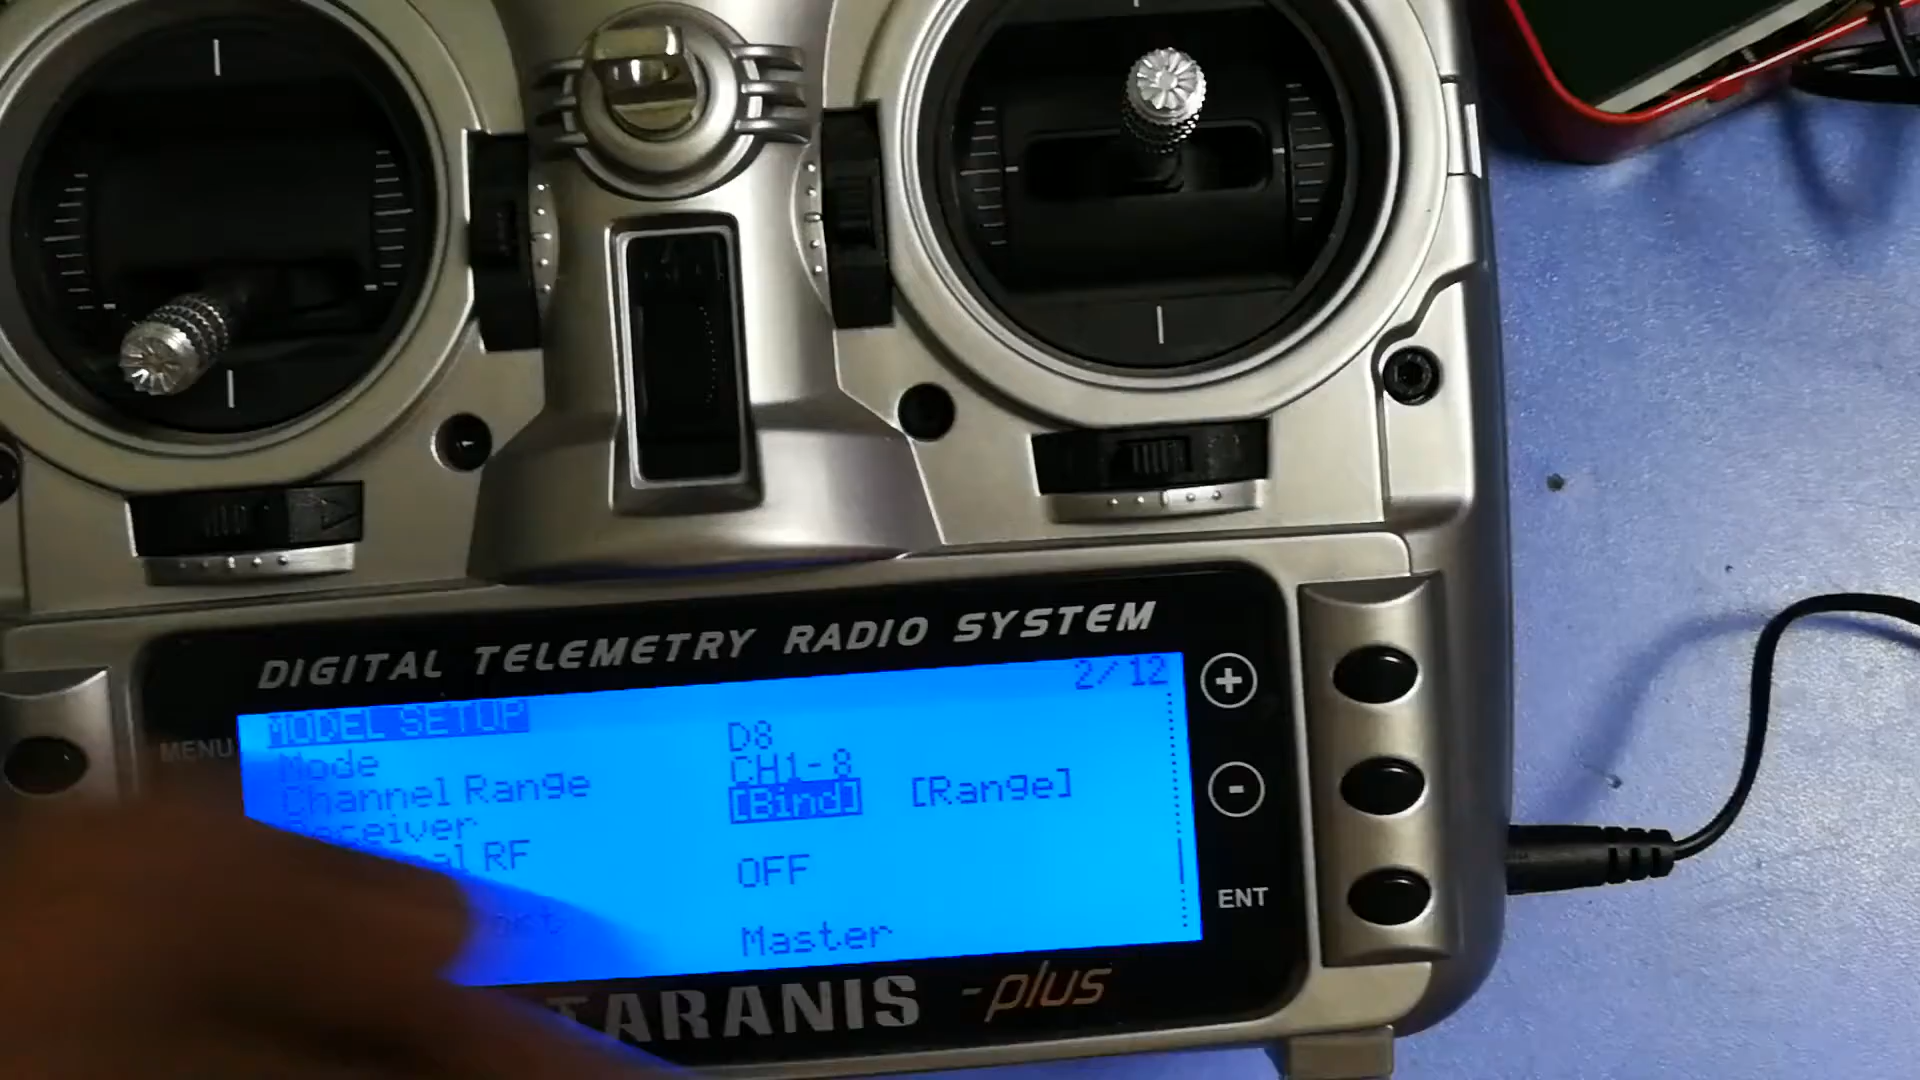 DIGITAL TELEMETRY RADIO SYSTEM
MENU
MODEL SETUP 2/12
Mode D8
Channel Range CH1-8
Receiver [Bind] [Range]
RF OFF
Master
+
-
ENT
TARANIS -plus